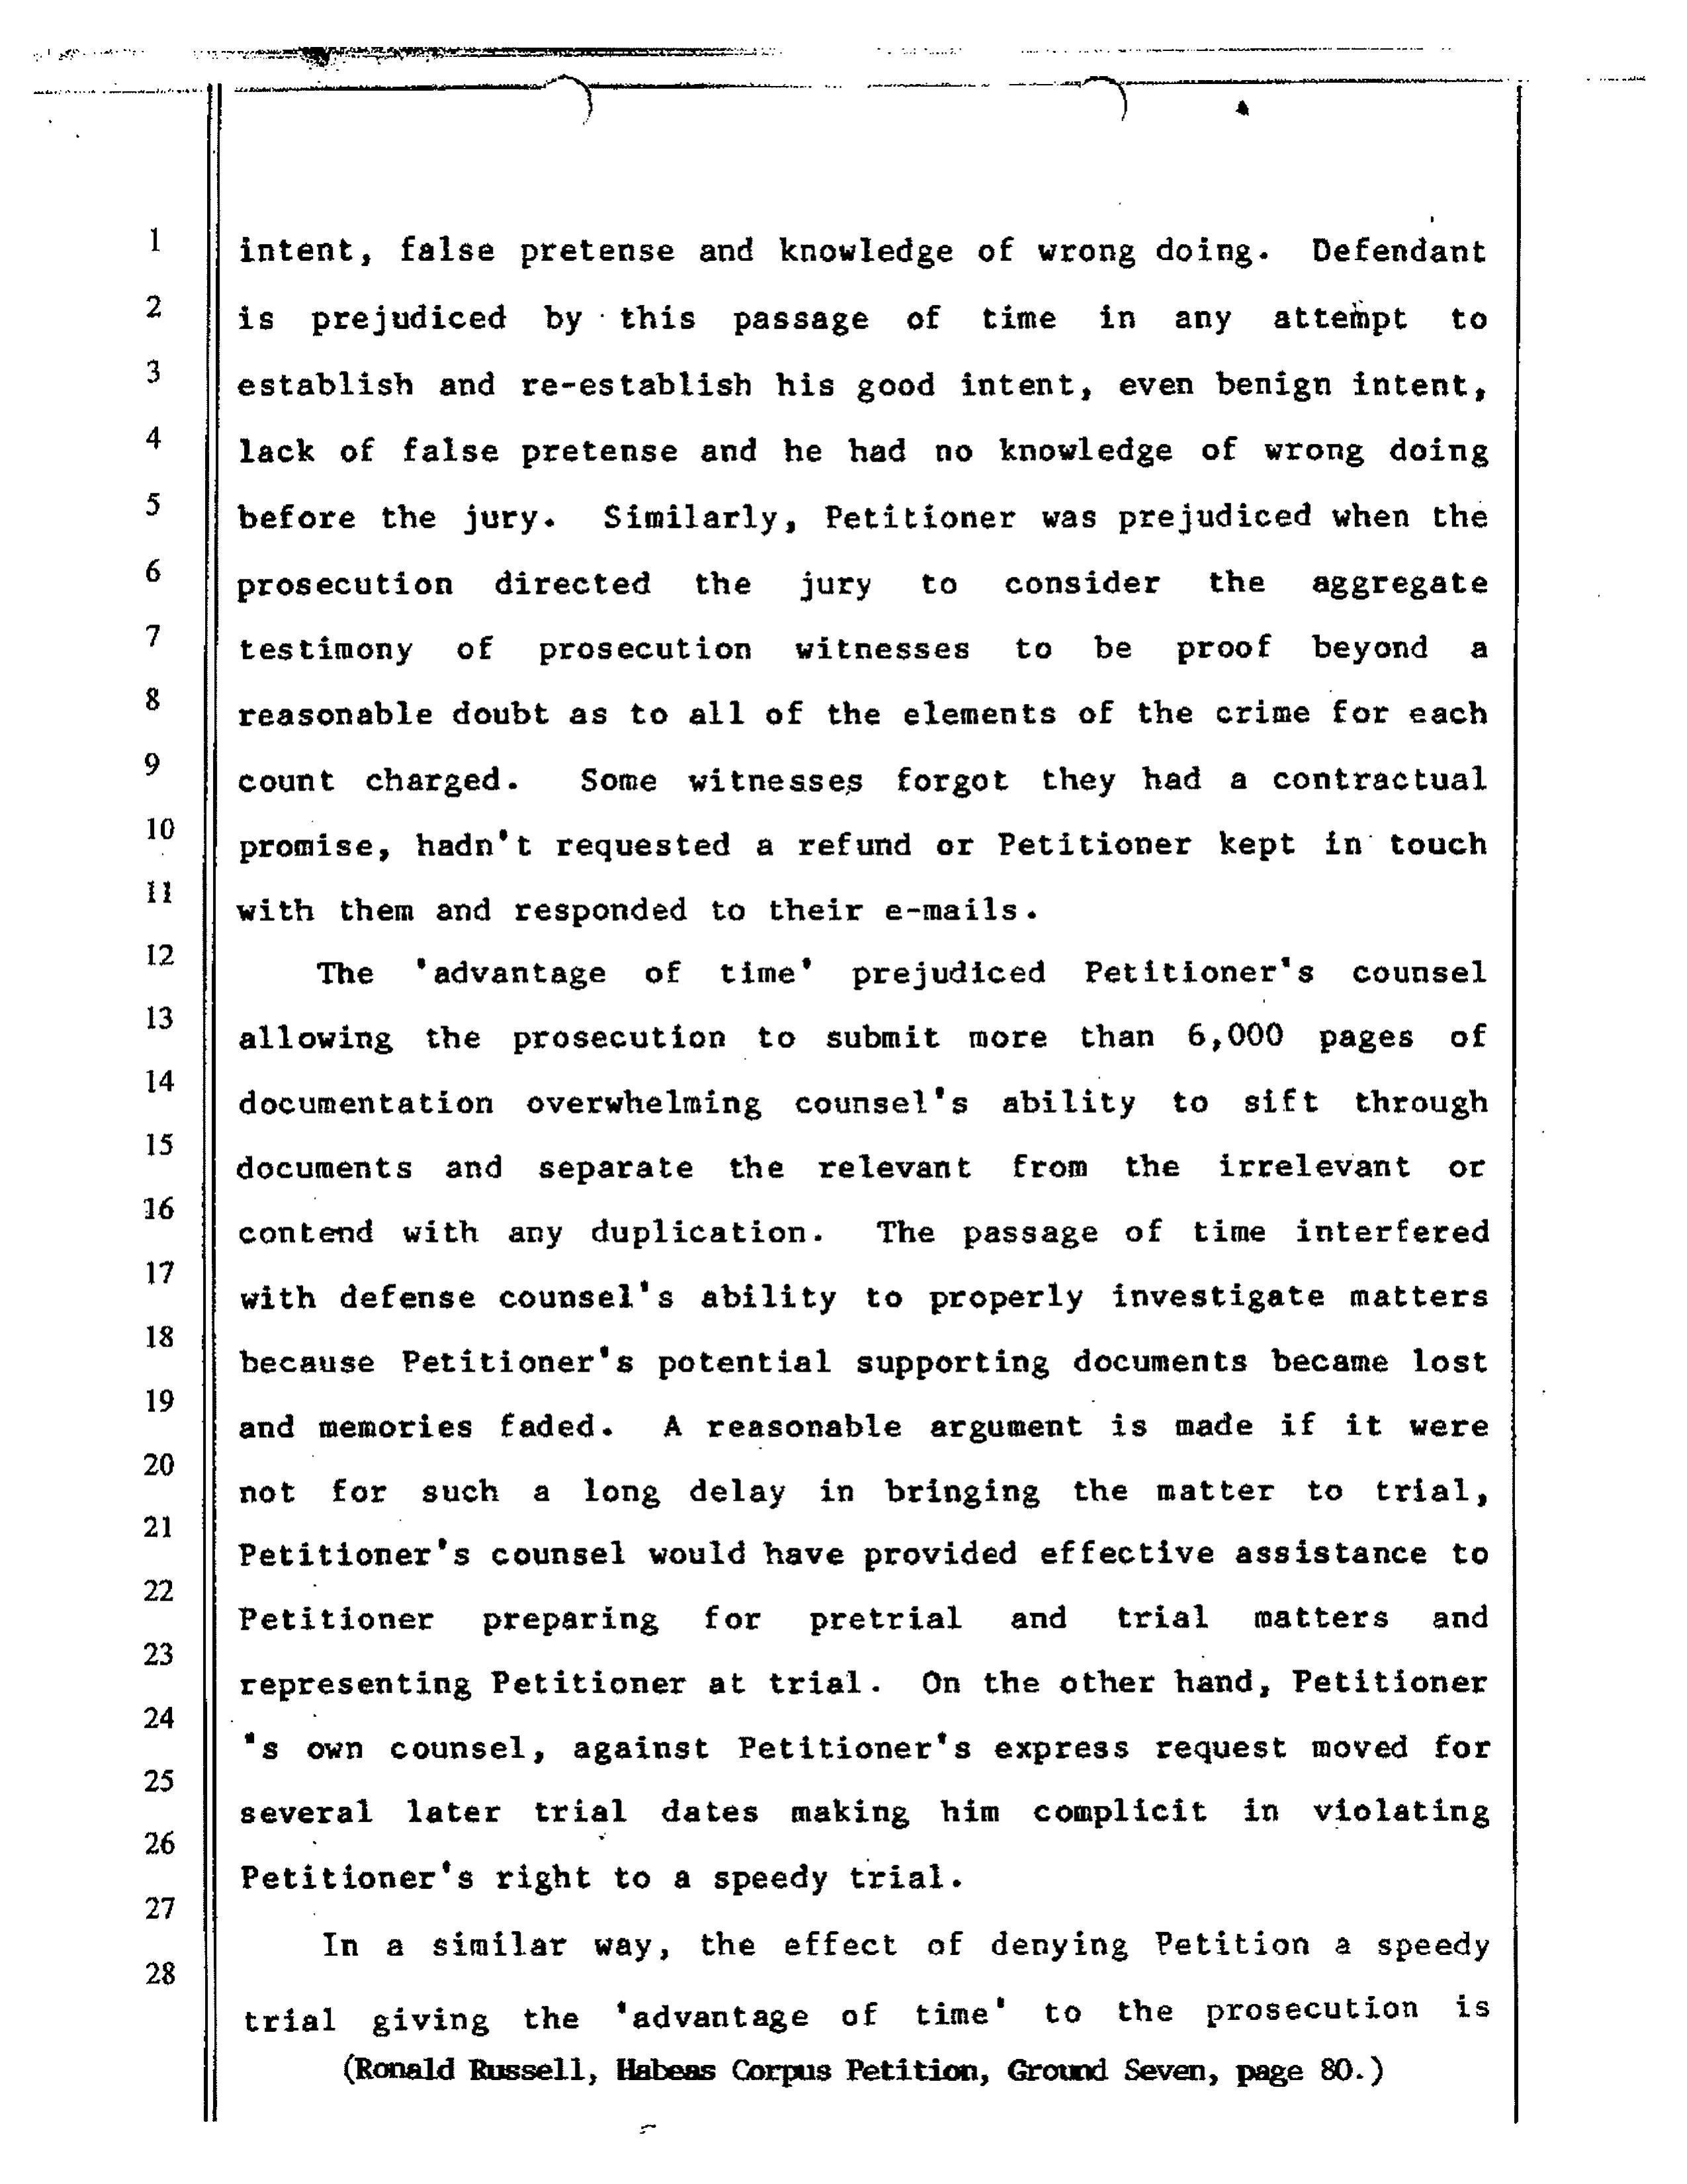 1 intent, false pretense and knowledge of wrong doing. Defendant
2 is prejudiced by this passage of time in any attempt to
3 establish and re-establish his good intent, even benign intent,
4 lack of false pretense and he had no knowledge of wrong doing
5 before the jury. Similarly, Petitioner was prejudiced when the
6 prosecution directed the jury to consider the aggregate
7 testimony of prosecution witnesses to be proof beyond a
8 reasonable doubt as to all of the elements of the crime for each
9 count charged. Some witnesses forgot they had a contractual
10 promise, hadn't requested a refund or Petitioner kept in touch
11 with them and responded to their e-mails.
12 The 'advantage of time' prejudiced Petitioner's counsel
13 allowing the prosecution to submit more than 6,000 pages of
14 documentation overwhelming counsel's ability to sift through
15 documents and separate the relevant from the irrelevant or
16 contend with any duplication. The passage of time interfered
17 with defense counsel's ability to properly investigate matters
18 because Petitioner's potential supporting documents became lost
19 and memories faded. A reasonable argument is made if it were
20 not for such a long delay in bringing the matter to trial,
21 Petitioner's counsel would have provided effective assistance to
22 Petitioner preparing for pretrial and trial matters and
23 representing Petitioner at trial. On the other hand, Petitioner
24 's own counsel, against Petitioner's express request moved for
25 several later trial dates making him complicit in violating
26 Petitioner's right to a speedy trial.
27 In a similar way, the effect of denying Petition a speedy
28 trial giving the 'advantage of time' to the prosecution is
(Ronald Russell, Habeas Corpus Petition, Ground Seven, page 80.)